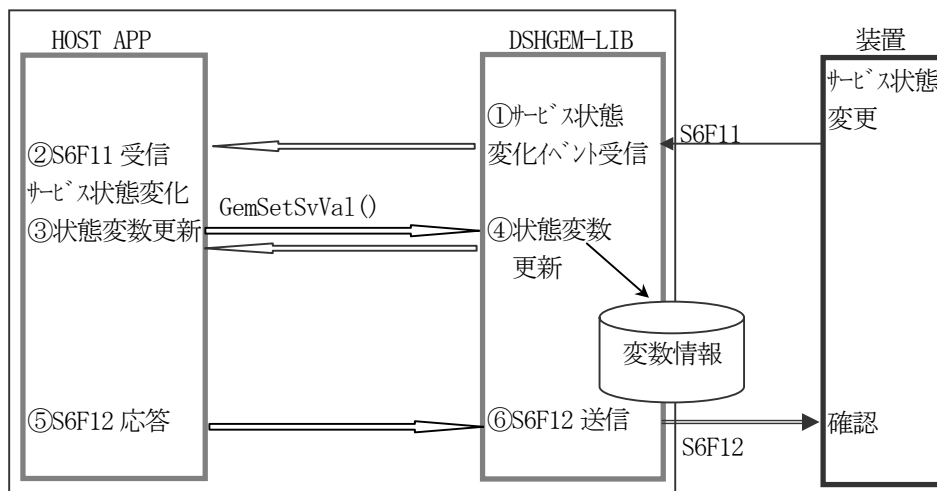 HOST APP
DSHGEM-LIB
装置
サービス状態
変更
①サービス状態
変化イベント受信
S6F11
②S6F11 受信
サービス状態変化
③状態変数更新
GemSetSvVal()
④状態変数
更新
変数情報
⑤S6F12 応答
⑥S6F12 送信
S6F12
確認